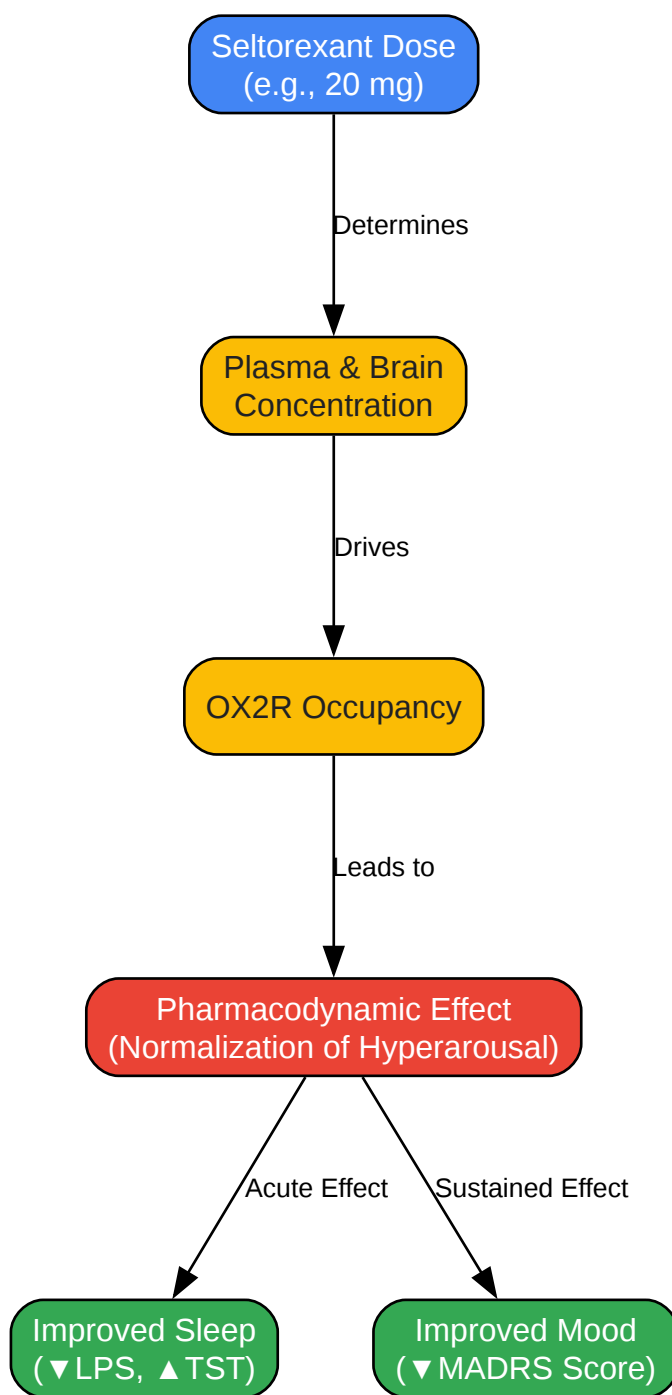 Seltorexant Dose
(e.g., 20 mg)
Determines
Plasma & Brain
Concentration
Drives
OX2R Occupancy
Leads to
Pharmacodynamic Effect
(Normalization of Hyperarousal)
Acute Effect
Sustained Effect
Improved Sleep
(▼LPS, ▲TST)
Improved Mood
(▼MADRS Score)